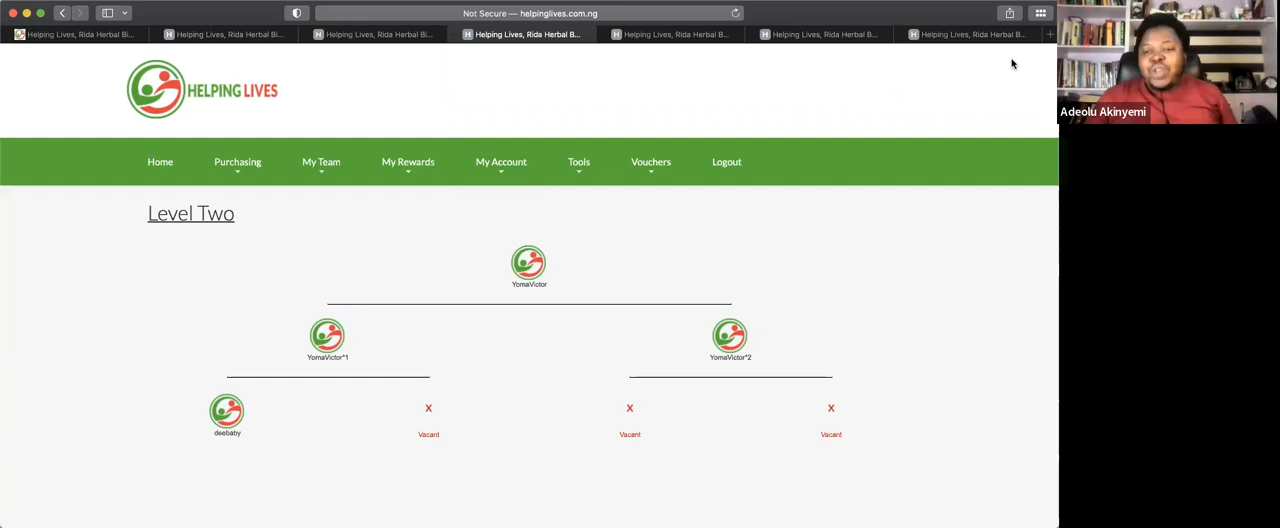 Not Secure — helpinglives.com.ng
Helping Lives, Rida Herbal Bi...
Helping Lives, Rida Herbal Bi...
Helping Lives, Rida Herbal Bi...
Helping Lives, Rida Herbal B...
Helping Lives, Rida Herbal B...
Helping Lives, Rida Herbal B...
Helping Lives, Rida Herbal B...
HELPING LIVES
Adeolu Akinyemi
Home Purchasing My Team My Rewards My Account Tools Vouchers Logout
Level Two
YomaVictor
YomaVictor*1 YomaVictor*2
deebaby
X X X
Vacant Vacant Vacant